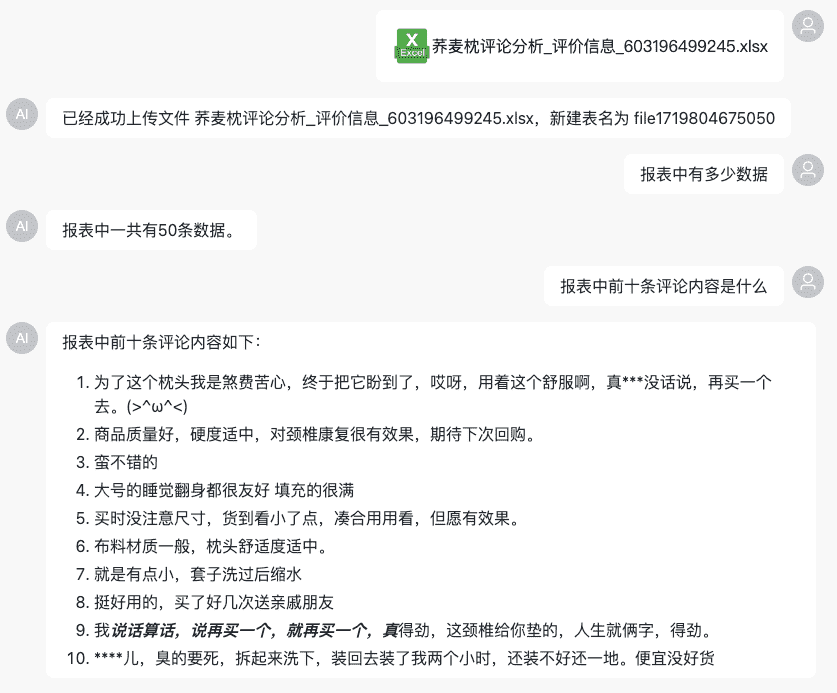 X
Excel
荞麦枕评论分析_评价信息_603196499245.xlsx
AI
已经成功上传文件 荞麦枕评论分析_评价信息_603196499245.xlsx，新建表名为 file1719804675050
报表中有多少数据
AI
报表中一共有50条数据。
报表中前十条评论内容是什么
AI
报表中前十条评论内容如下：
1. 为了这个枕头我是煞费苦心，终于把它盼到了，哎呀，用着这个舒服啊，真***没话说，再买一个
去。(>^ω^<)
2. 商品质量好，硬度适中，对颈椎康复很有效果，期待下次回购。
3. 蛮不错的
4. 大号的睡觉翻身都很友好 填充的很满
5. 买时没注意尺寸，货到看小了点，凑合用用看，但愿有效果。
6. 布料材质一般，枕头舒适度适中。
7. 就是有点小，套子洗过后缩水
8. 挺好用的，买了好几次送亲戚朋友
9. 我说话算话，说再买一个，就再买一个，真得劲，这颈椎给你垫的，人生就俩字，得劲。
10. ****儿，臭的要死，拆起来洗下，装回去装了我两个小时，还装不好还一地。便宜没好货